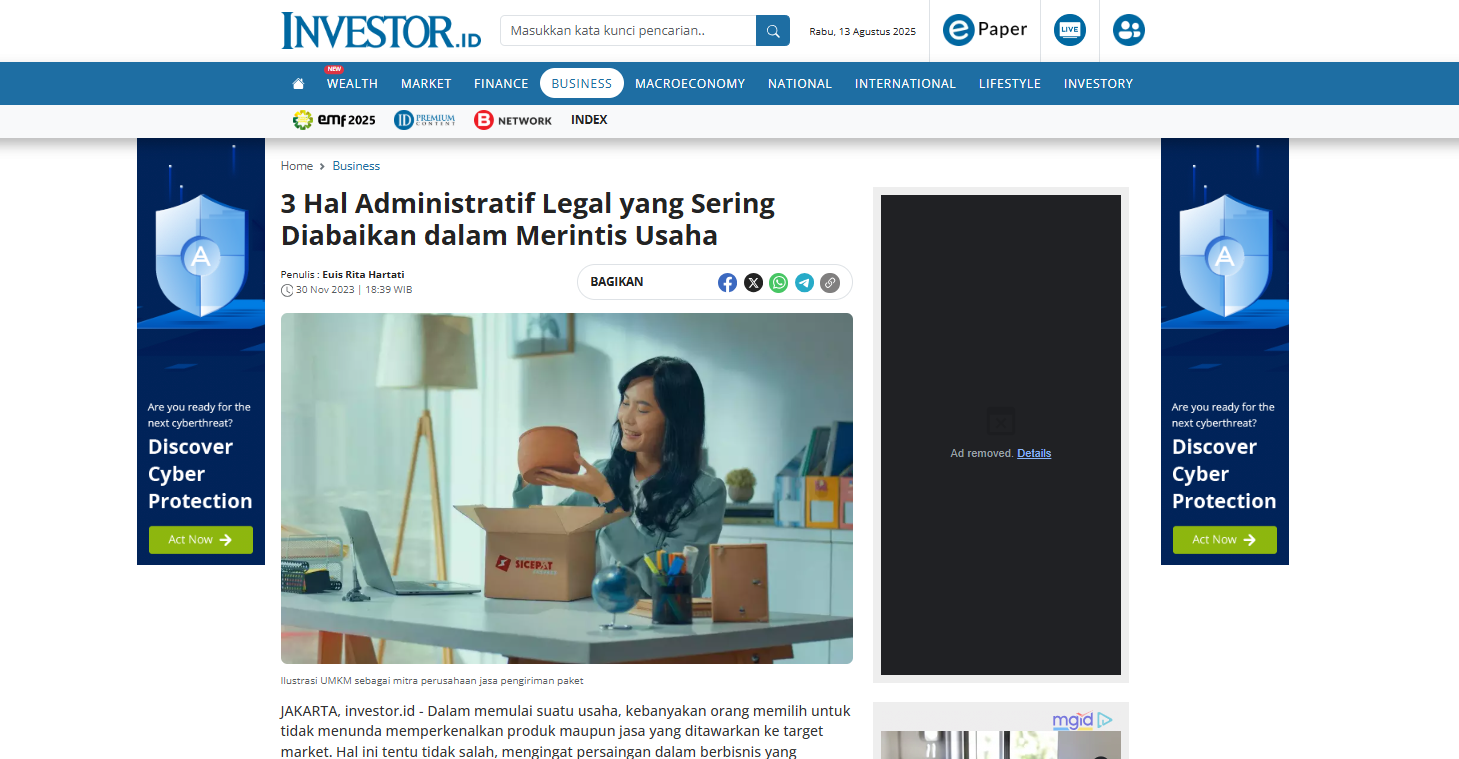 INVESTOR.ID
Masukkan kata kunci pencarian..
Rabu, 13 Agustus 2025
e Paper
LIVE
NEW
WEALTH
MARKET
FINANCE
BUSINESS
MACROECONOMY
NATIONAL
INTERNATIONAL
LIFESTYLE
INVESTORY
emf 2025
ID PREMIUM CONTENT
B NETWORK
INDEX
Home > Business
3 Hal Administratif Legal yang Sering
Diabaikan dalam Merintis Usaha
Penulis : Euis Rita Hartati
30 Nov 2023 | 18:39 WIB
BAGIKAN
SICEPAT
Ilustrasi UMKM sebagai mitra perusahaan jasa pengiriman paket
JAKARTA, investor.id - Dalam memulai suatu usaha, kebanyakan orang memilih untuk
tidak menunda memperkenalkan produk maupun jasa yang ditawarkan ke target
market. Hal ini tentu tidak salah, mengingat persaingan dalam berbisnis yang
Are you ready for the
next cyberthreat?
Discover
Cyber
Protection
Act Now
Ad removed. Details
mgid
Are you ready for the
next cyberthreat?
Discover
Cyber
Protection
Act Now